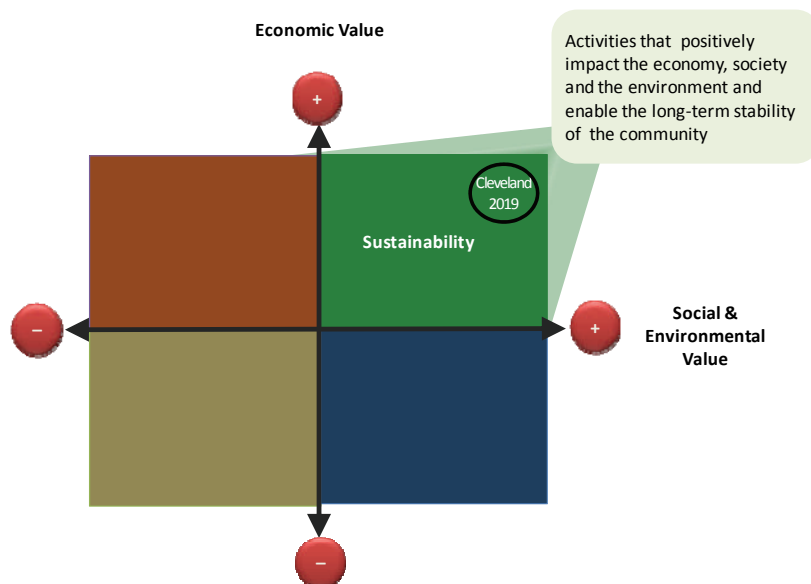 Economic Value
Activities that positively
impact the economy, society
and the environment and
enable the long-term stability
of the community
+
Cleveland
2019
Sustainability
–
+
Social &
Environmental
Value
–